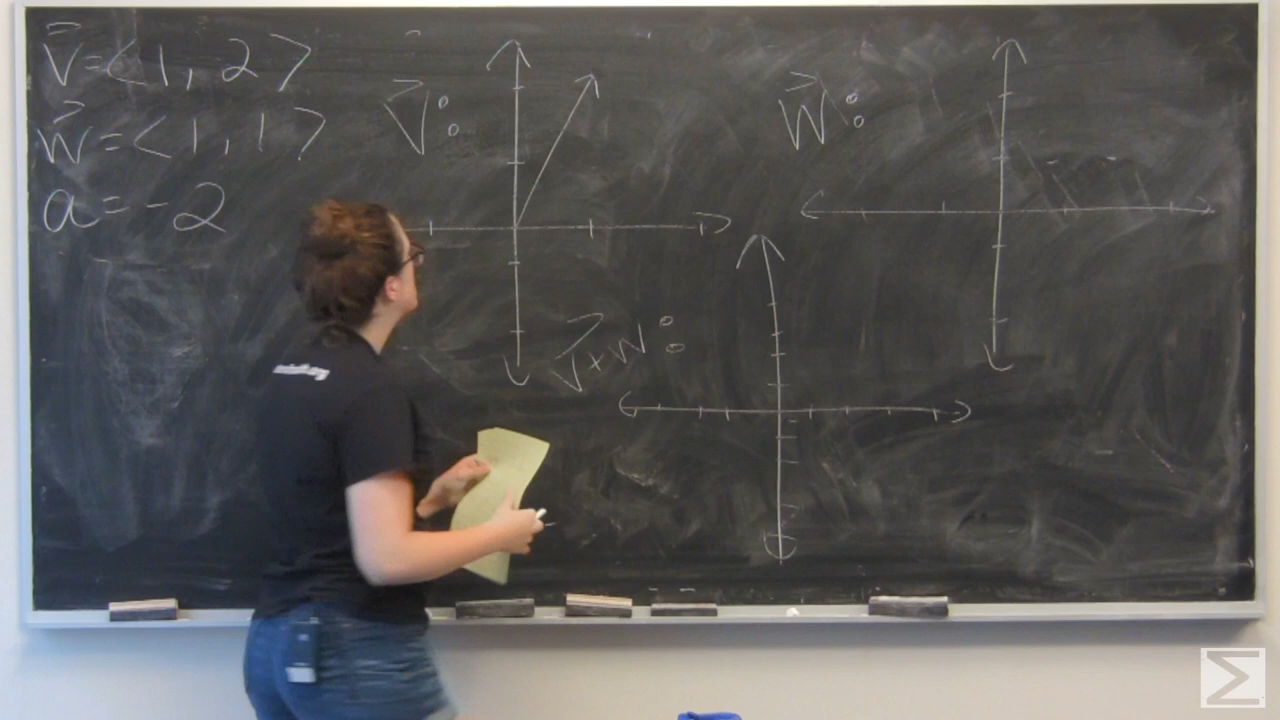 v⃗ = <1, 2>
w⃗ = <1, 1>
a = -2
v⃗:
w⃗:
v⃗+w⃗:
Σ